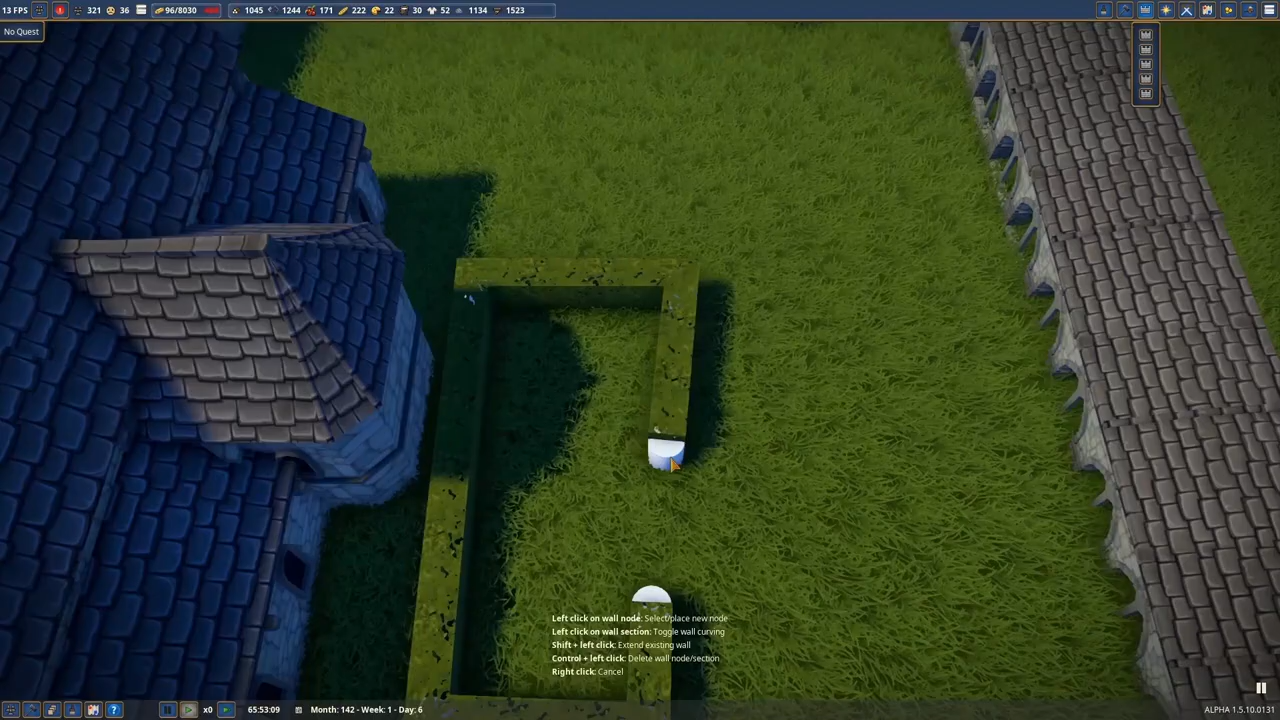 13 FPS 321 36 96/8030 1045 1244 171 222 22 30 52 1134 1523
No Quest
Left click on wall node: Select/place new node
Left click on wall section: Toggle wall curving
Shift + left click: Extend existing wall
Control + left click: Delete wall node/section
Right click: Cancel
x0 65:53:09 Month: 142 - Week: 1 - Day: 6 ALPHA 1.5.10.0131